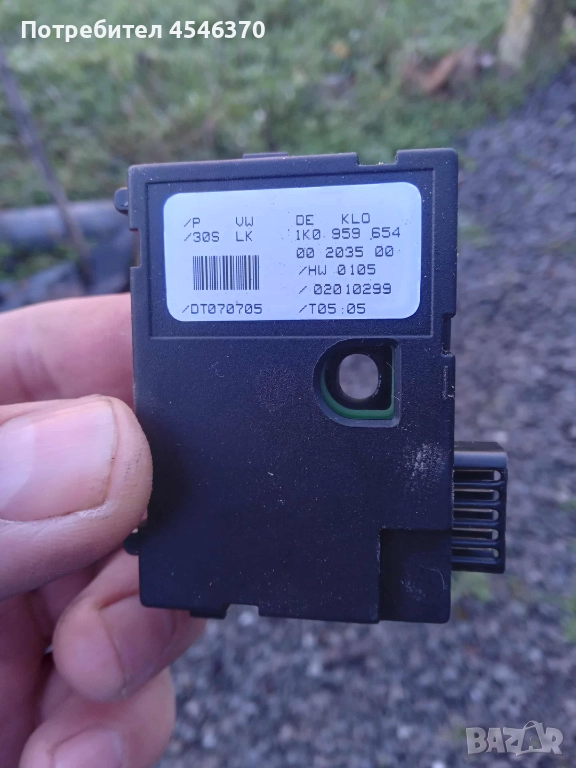 Потребител 4546370
/P VW DE KLO
/30S LK 1K0 959 654
00 2035 00
/HW 0105
/ 02010299
/DT070705 /T05:05
BAZAR